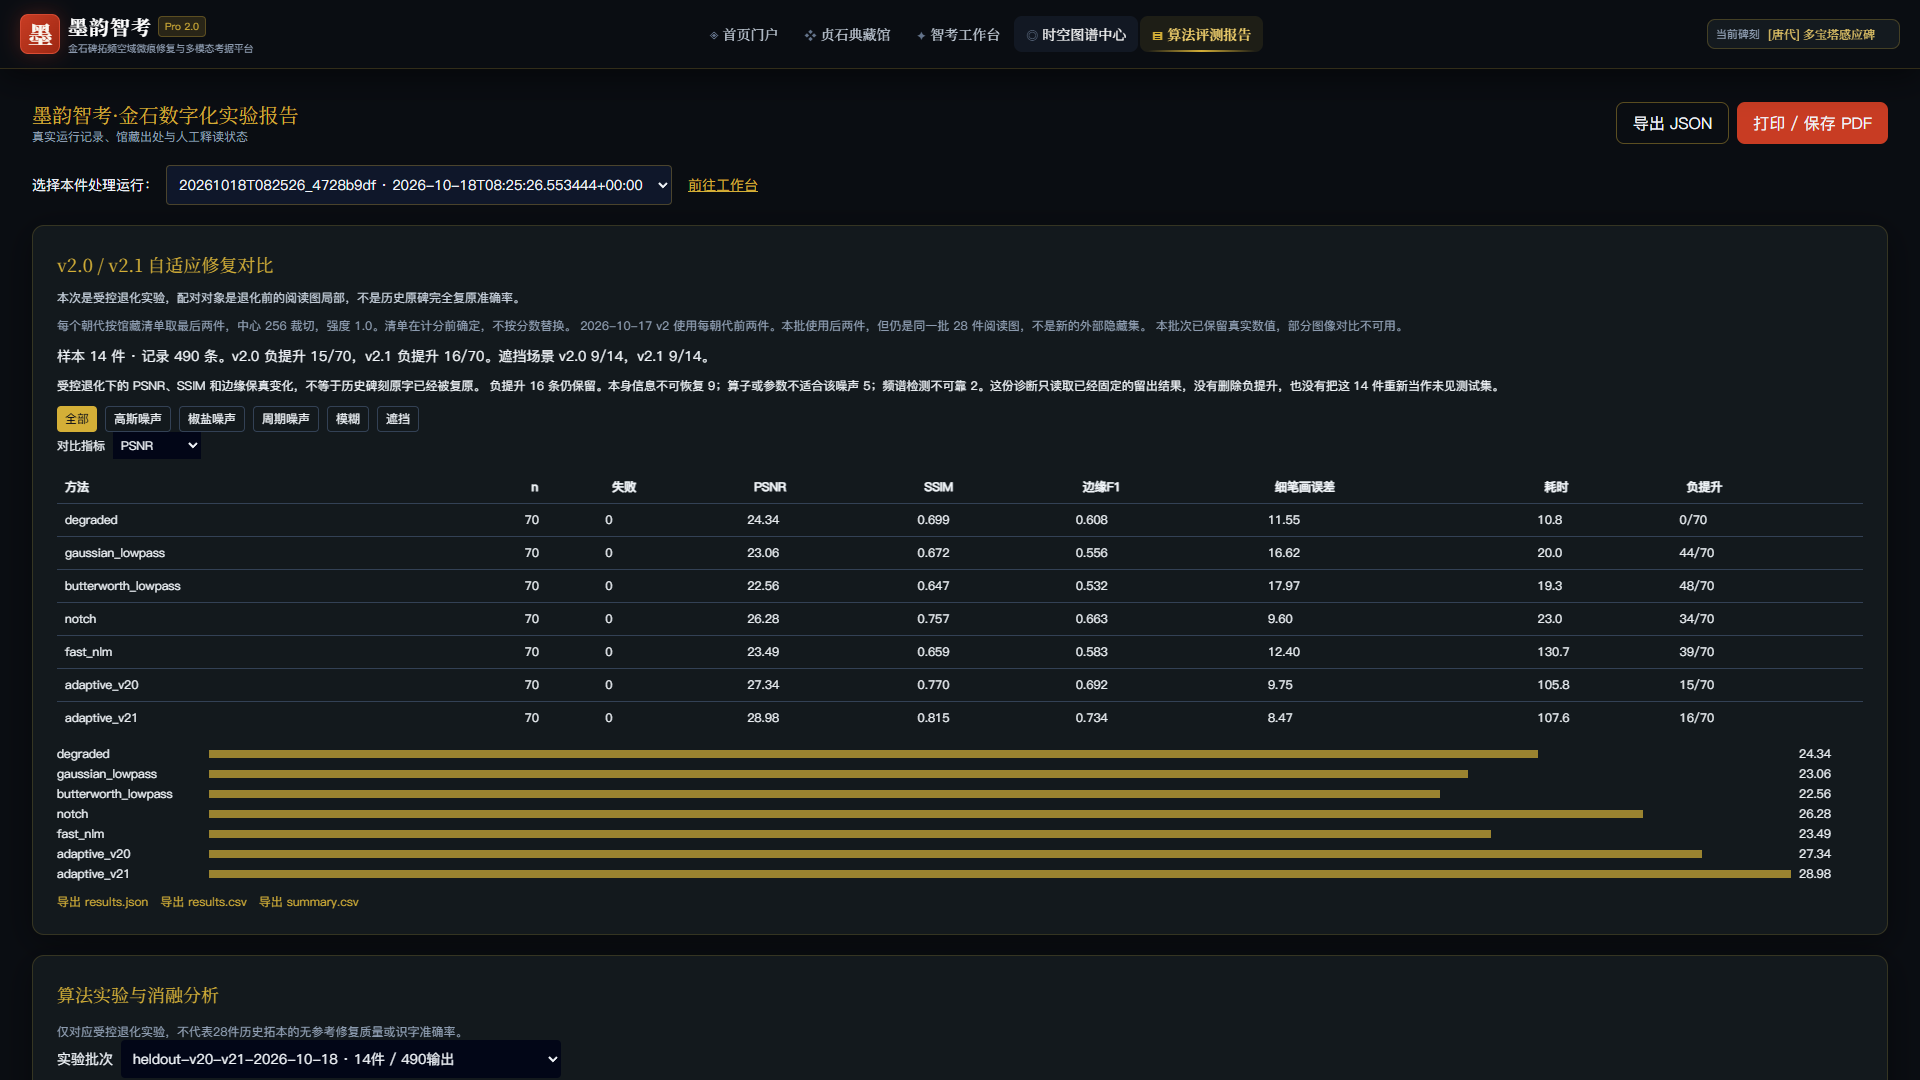 墨
墨韵智考 Pro 2.0
金石碑拓频空域微痕修复与多模态考据平台
首页门户
贞石典藏馆
智考工作台
时空图谱中心
算法评测报告
当前碑刻 [唐代] 多宝塔感应碑
墨韵智考·金石数字化实验报告
真实运行记录、馆藏出处与人工释读状态
导出 JSON
打印 / 保存 PDF
选择本件处理运行： 20261018T082526_4728b9df · 2026-10-18T08:25:26.553444+00:00 前往工作台
v2.0 / v2.1 自适应修复对比
本次是受控退化实验，配对对象是退化前的阅读图局部，不是历史原碑完全复原准确率。
每个朝代按馆藏清单取最后两件，中心 256 裁切，强度 1.0。清单在计分前确定，不按分数替换。 2026-10-17 v2 使用每朝代前两件。本批使用后两件，但仍是同一批 28 件阅读图，不是新的外部隐藏集。 本批次已保留真实数值，部分图像对比不可用。
样本 14 件 · 记录 490 条。v2.0 负提升 15/70，v2.1 负提升 16/70。遮挡场景 v2.0 9/14，v2.1 9/14。
受控退化下的 PSNR、SSIM 和边缘保真变化，不等于历史碑刻原字已经被复原。 负提升 16 条仍保留。本身信息不可恢复 9；算子或参数不适合该噪声 5；频谱检测不可靠 2。这份诊断只读取已经固定的留出结果，没有删除负提升，也没有把这 14 件重新当作未见测试集。
全部 高斯噪声 椒盐噪声 周期噪声 模糊 遮挡
对比指标 PSNR
方法 n 失败 PSNR SSIM 边缘F1 细笔画误差 耗时 负提升
degraded 70 0 24.34 0.699 0.608 11.55 10.8 0/70
gaussian_lowpass 70 0 23.06 0.672 0.556 16.62 20.0 44/70
butterworth_lowpass 70 0 22.56 0.647 0.532 17.97 19.3 48/70
notch 70 0 26.28 0.757 0.663 9.60 23.0 34/70
fast_nlm 70 0 23.49 0.659 0.583 12.40 130.7 39/70
adaptive_v20 70 0 27.34 0.770 0.692 9.75 105.8 15/70
adaptive_v21 70 0 28.98 0.815 0.734 8.47 107.6 16/70
degraded 24.34
gaussian_lowpass 23.06
butterworth_lowpass 22.56
notch 26.28
fast_nlm 23.49
adaptive_v20 27.34
adaptive_v21 28.98
导出 results.json 导出 results.csv 导出 summary.csv
算法实验与消融分析
仅对应受控退化实验，不代表28件历史拓本的无参考修复质量或识字准确率。
实验批次 heldout-v20-v21-2026-10-18 · 14件 / 490输出